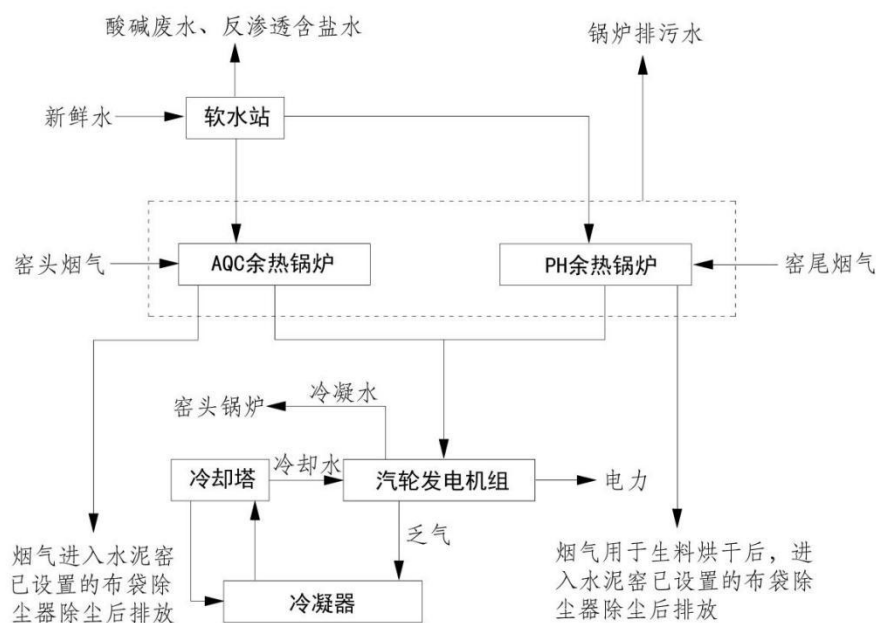 酸碱废水、反渗透含盐水
锅炉排污水
新鲜水
软水站
窑头烟气
AQC余热锅炉
PH余热锅炉
窑尾烟气
冷凝水
窑头锅炉
冷却塔
冷却水
汽轮发电机组
电力
乏气
烟气进入水泥窑
已设置的布袋除
尘器除尘后排放
冷凝器
烟气用于生料烘干后，进
入水泥窑已设置的布袋除
尘器除尘后排放